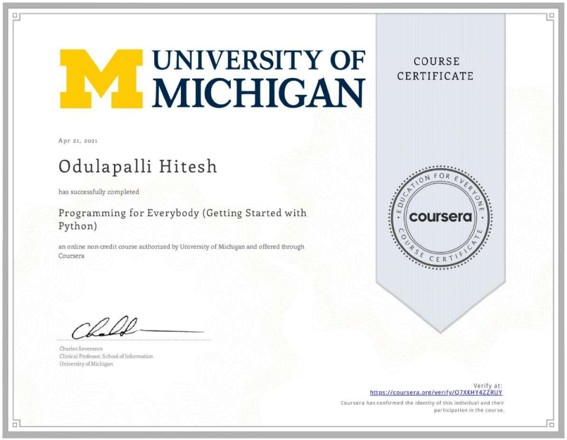 UNIVERSITY OF
MICHIGAN
COURSE
CERTIFICATE
Apr 21, 2021
Odulapalli Hitesh
has successfully completed
Programming for Everybody (Getting Started with
Python)
an online non-credit course authorized by University of Michigan and offered through
Coursera
EDUCATION FOR EVERYONE
coursera
COURSE CERTIFICATE
Charles Severance
Clinical Professor, School of Information
University of Michigan
Verify at:
https://coursera.org/verify/Q7XKHY4ZZRUY
Coursera has confirmed the identity of this individual and their
participation in the course.